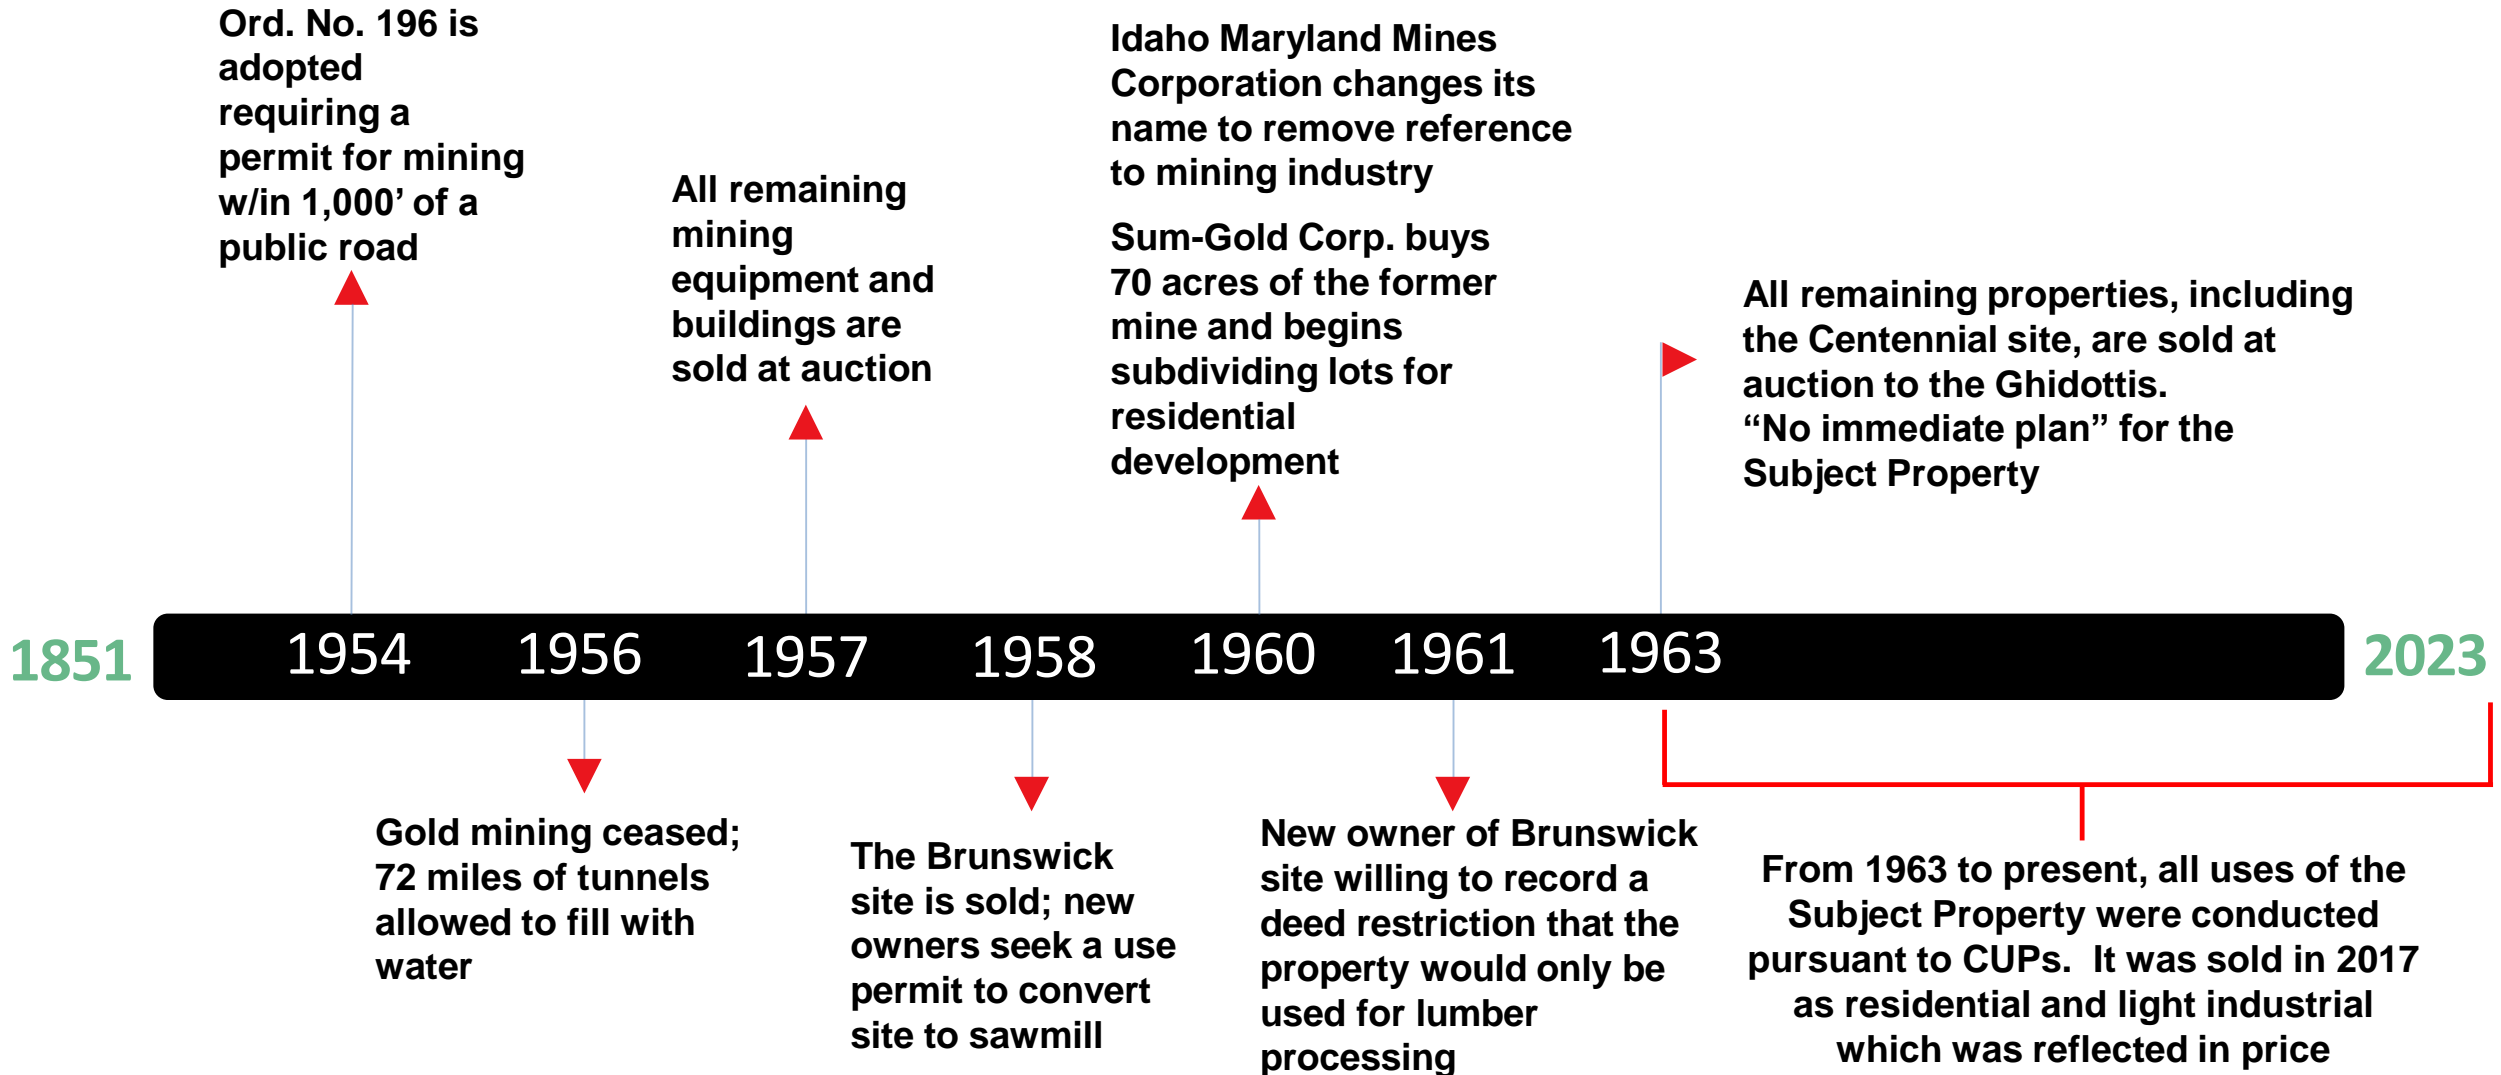 Ord. No. 196 is
adopted
requiring a
permit for mining
w/in 1,000’ of a
public road
All remaining
mining
equipment and
buildings are
sold at auction
Idaho Maryland Mines
Corporation changes its
name to remove reference
to mining industry
Sum-Gold Corp. buys
70 acres of the former
mine and begins
subdividing lots for
residential
development
All remaining properties, including
the Centennial site, are sold at
auction to the Ghidottis.
“No immediate plan” for the
Subject Property
1851
1954
1956
1957
1958
1960
1961
1963
2023
Gold mining ceased;
72 miles of tunnels
allowed to fill with
water
The Brunswick
site is sold; new
owners seek a use
permit to convert
site to sawmill
New owner of Brunswick
site willing to record a
deed restriction that the
property would only be
used for lumber
processing
From 1963 to present, all uses of the
Subject Property were conducted
pursuant to CUPs.  It was sold in 2017
as residential and light industrial
which was reflected in price